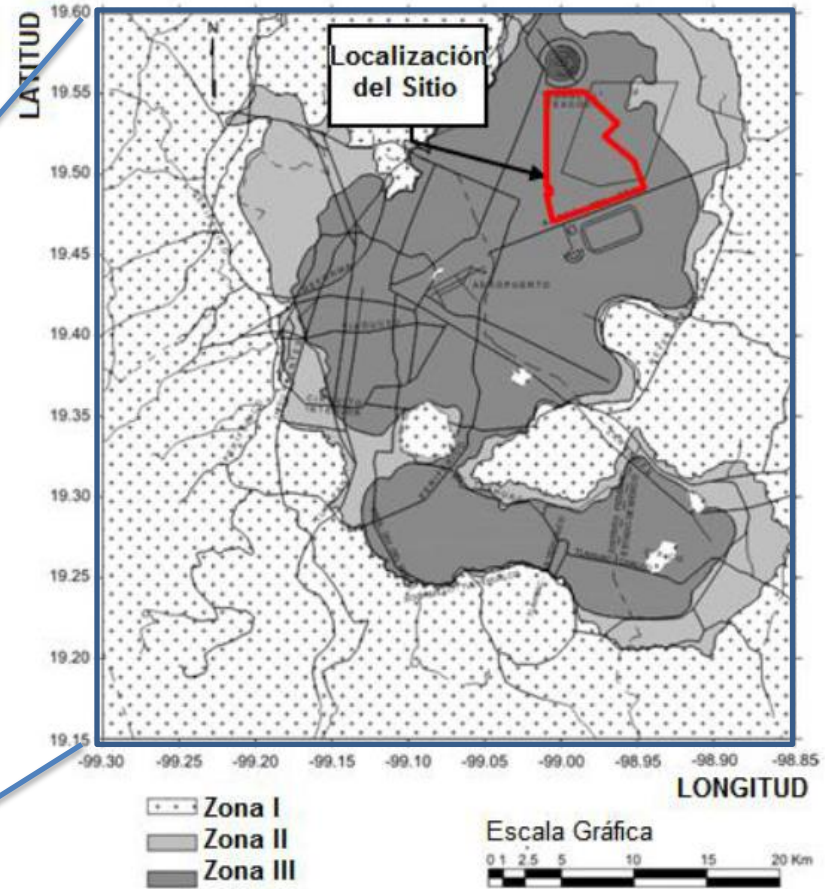 LATITUD
19.60
N
Localización
del Sitio
19.55
19.50
19.45
AEROPUERTO
19.40
CIRCUITO
INTERIOR
19.35
19.30
19.25
19.20
19.15
-99.30 -99.25 -99.20 -99.15 -99.10 -99.05 -99.00 -98.95 -98.90 -98.85
LONGITUD
Zona I
Zona II
Zona III
Escala Gráfica
0 1 2.5 5 10 15 20 Km